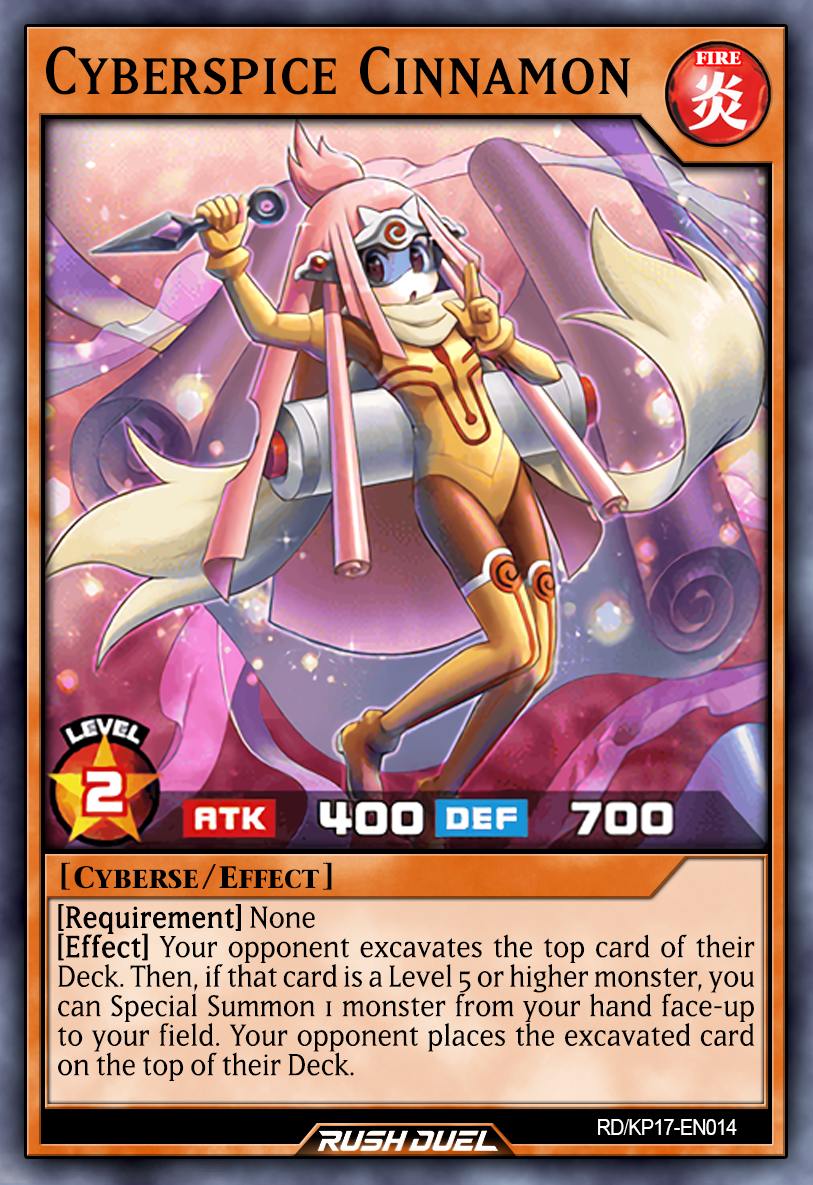 Cyberspice Cinnamon
FIRE
炎
LEVEL
2
ATK 400 DEF 700
[Cyberse/Effect]
[Requirement] None
[Effect] Your opponent excavates the top card of their
Deck. Then, if that card is a Level 5 or higher monster, you
can Special Summon 1 monster from your hand face-up
to your field. Your opponent places the excavated card
on the top of their Deck.
RD/KP17-EN014
RUSH DUEL